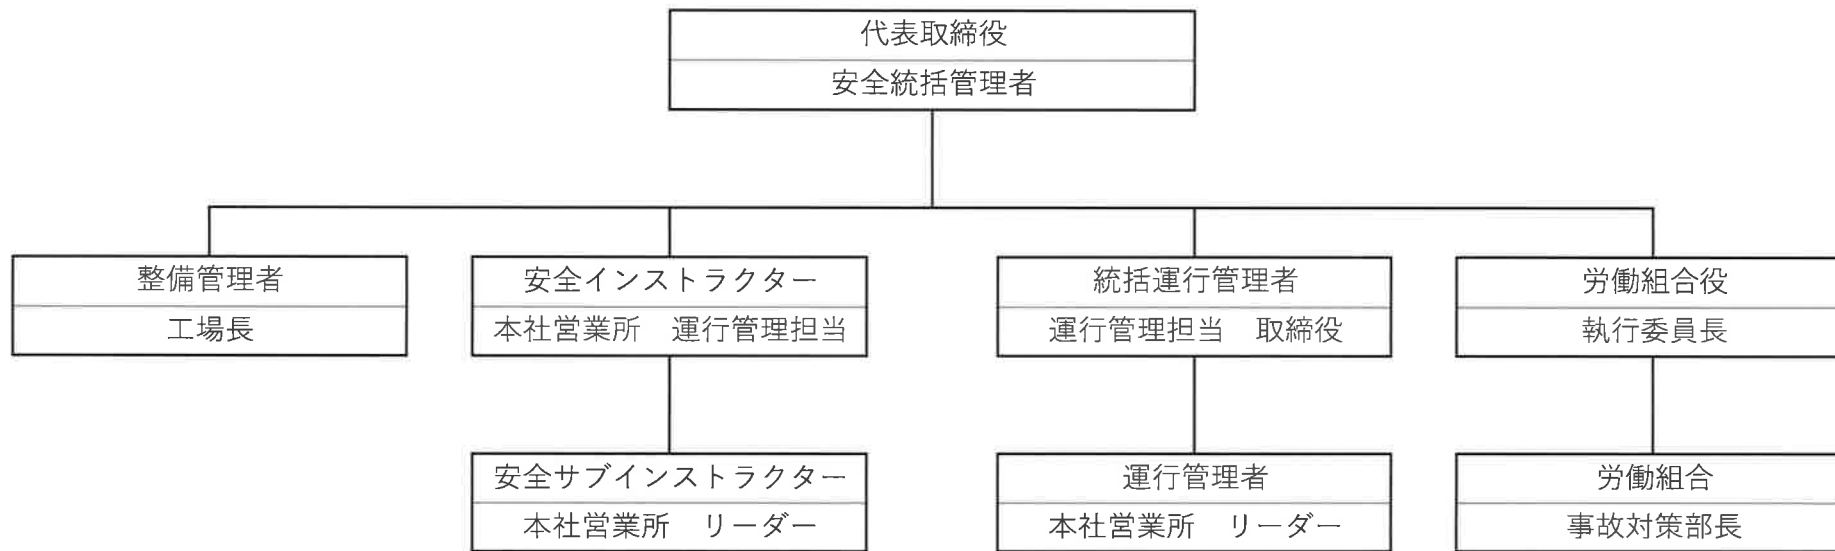 代表取締役
安全統括管理者
整備管理者
工場長
安全インストラクター
本社営業所　運行管理担当
統括運行管理者
運行管理担当　取締役
労働組合役
執行委員長
安全サブインストラクター
本社営業所　リーダー
運行管理者
本社営業所　リーダー
労働組合
事故対策部長